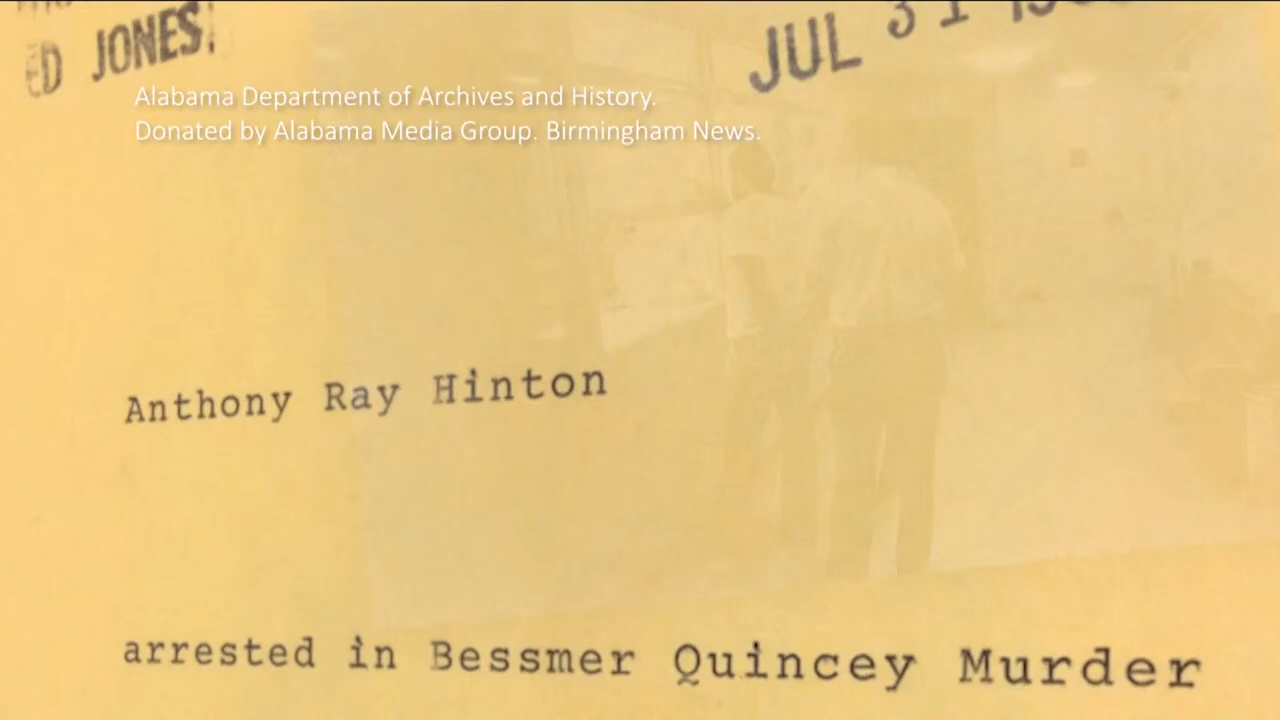 ED JONES.
JUL 31
Alabama Department of Archives and History.
Donated by Alabama Media Group. Birmingham News.
Anthony Ray Hinton
arrested in Bessmer Quincey Murder